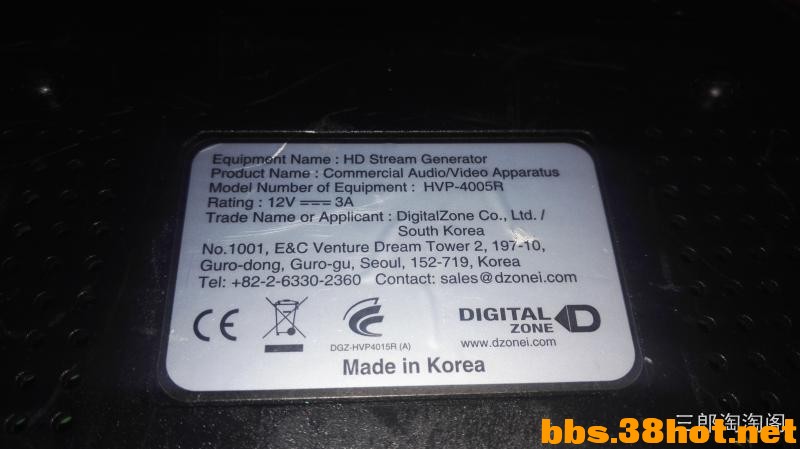 Equipment Name : HD Stream Generator
Product Name : Commercial Audio/Video Apparatus
Model Number of Equipment : HVP-4005R
Rating : 12V ⎓ 3A
Trade Name or Applicant : DigitalZone Co., Ltd. /
South Korea
No.1001, E&C Venture Dream Tower 2, 197-10,
Guro-dong, Guro-gu, Seoul, 152-719, Korea
Tel: +82-2-6330-2360 Contact: sales@dzonei.com
CE
DGZ-HVP4015R (A)
DIGITAL
ZONE
www.dzonei.com
Made in Korea
三郎淘淘阁
bbs.38hot.net